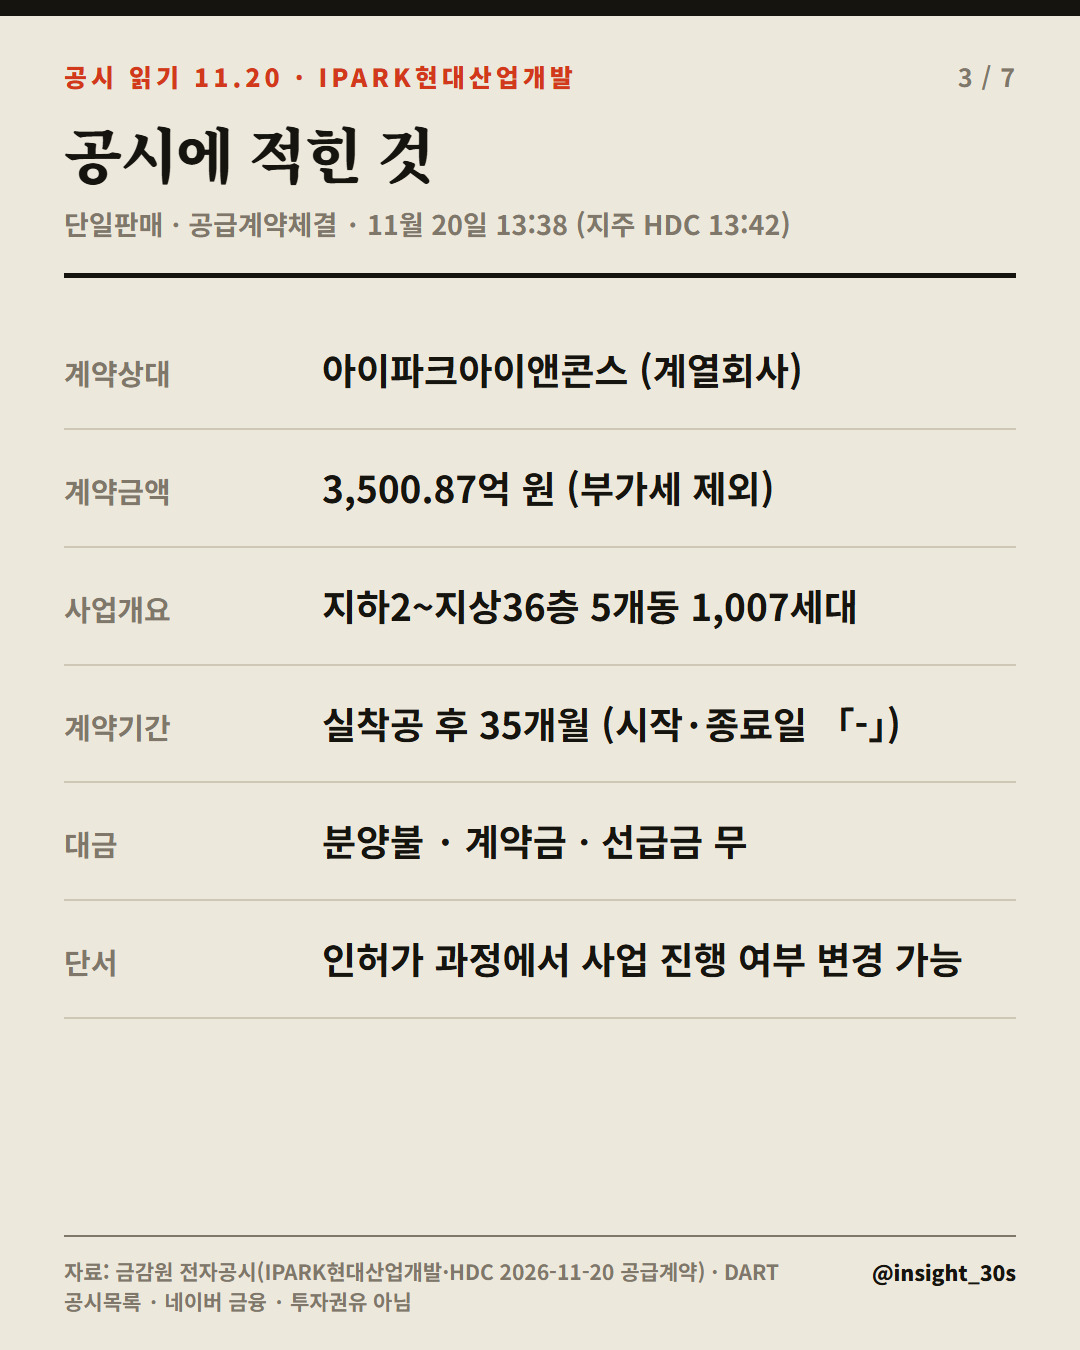 공시 읽기 11.20 · IPARK현대산업개발
3 / 7
공시에 적힌 것
단일판매 · 공급계약체결 · 11월 20일 13:38 (지주 HDC 13:42)
계약상대
아이파크아이앤콘스 (계열회사)
계약금액
3,500.87억 원 (부가세 제외)
사업개요
지하2~지상36층 5개동 1,007세대
계약기간
실착공 후 35개월 (시작·종료일 「-」)
대금
분양불 · 계약금 · 선급금 무
단서
인허가 과정에서 사업 진행 여부 변경 가능
자료: 금감원 전자공시(IPARK현대산업개발·HDC 2026-11-20 공급계약) · DART
공시목록 · 네이버 금융 · 투자권유 아님
@insight_30s